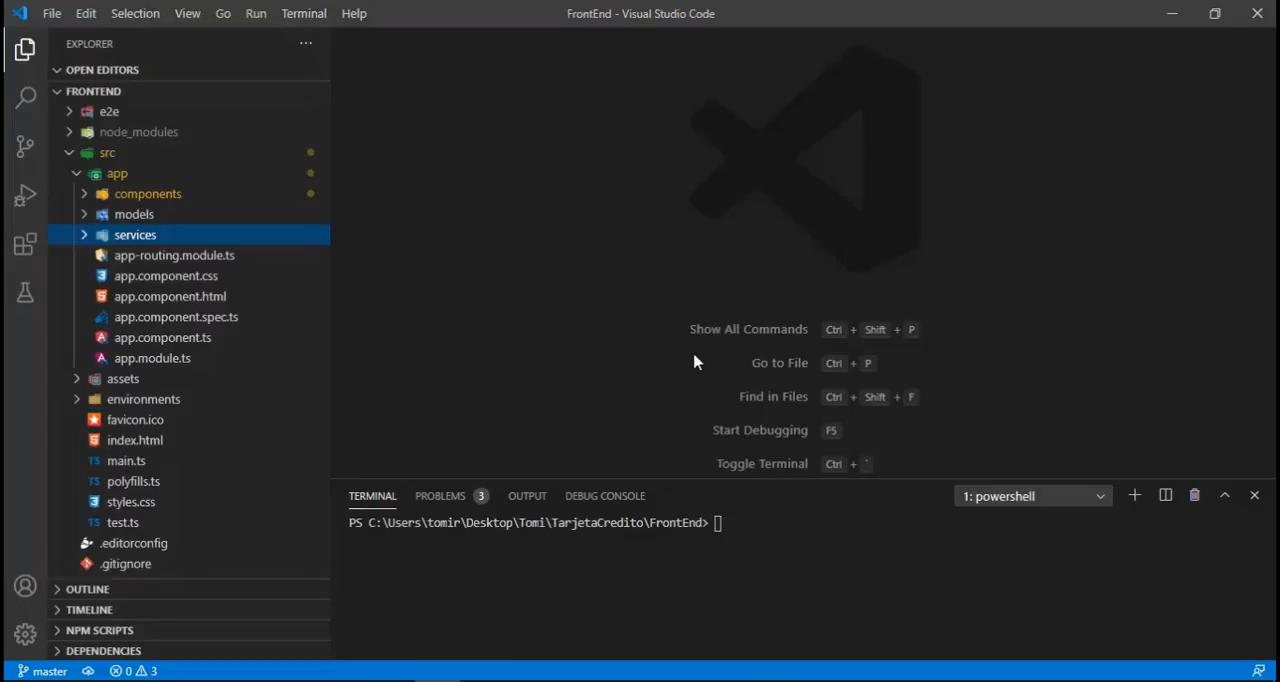 File Edit Selection View Go Run Terminal Help FrontEnd - Visual Studio Code
EXPLORER ...
OPEN EDITORS
FRONTEND
e2e
node_modules
src
app
components
models
services
app-routing.module.ts
app.component.css
app.component.html
app.component.spec.ts
app.component.ts
app.module.ts
assets
environments
favicon.ico
index.html
TS main.ts
TS polyfills.ts
styles.css
TS test.ts
.editorconfig
.gitignore
OUTLINE
TIMELINE
NPM SCRIPTS
DEPENDENCIES
Show All Commands Ctrl + Shift + P
Go to File Ctrl + P
Find in Files Ctrl + Shift + F
Start Debugging F5
Toggle Terminal Ctrl + `
TERMINAL PROBLEMS 3 OUTPUT DEBUG CONSOLE 1: powershell
PS C:\Users\tomir\Desktop\Tomi\TarjetaCredito\FrontEnd>
master 0 3